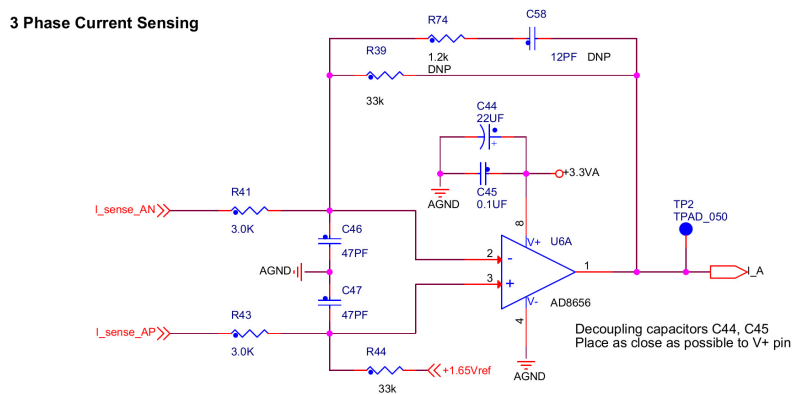 3 Phase Current Sensing
R74
C58
1.2k
DNP
12PF
DNP
R39
33k
C44
22UF
+
+3.3VA
C45
0.1UF
AGND
R41
I_sense_AN
3.0K
C46
47PF
AGND
C47
47PF
I_sense_AP
R43
3.0K
R44
33k
+1.65Vref
8
V+
U6A
2
-
3
+
1
V-
4
AD8656
AGND
TP2
TPAD_050
I_A
Decoupling capacitors C44, C45
Place as close as possible to V+ pin